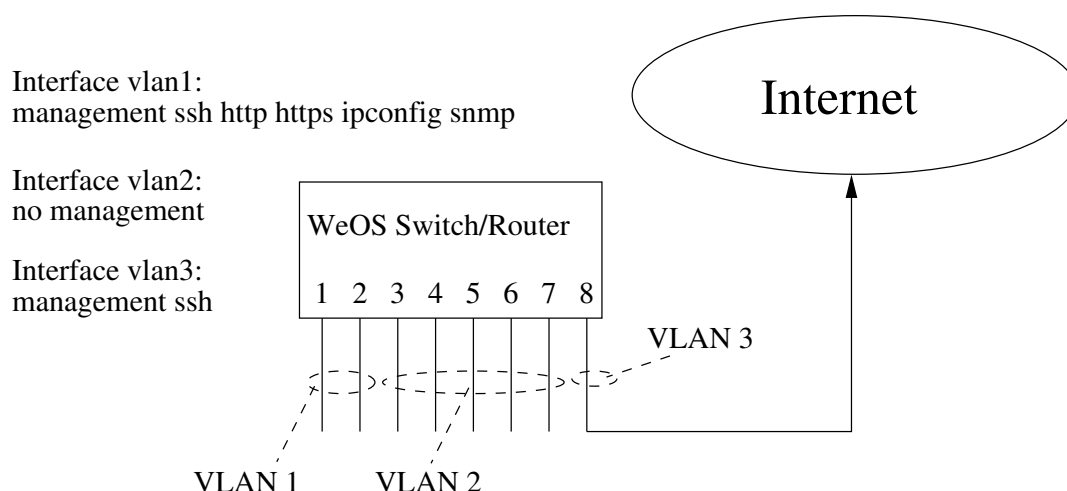 Interface vlan1:
management ssh http https ipconfig snmp
Internet
Interface vlan2:
no management
WeOS Switch/Router
Interface vlan3:
management ssh
1 2 3 4 5 6 7 8
VLAN 3
VLAN 1
VLAN 2